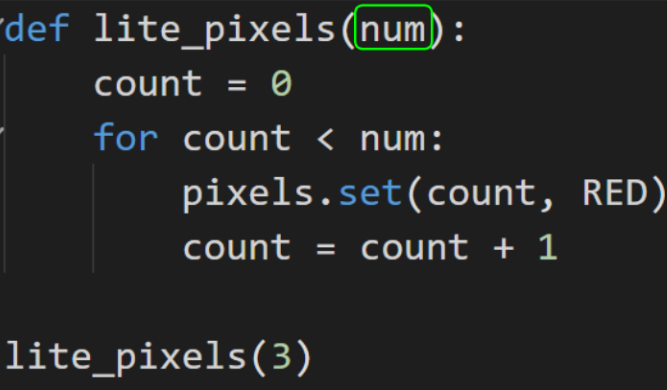 def lite_pixels(num):
    count = 0
    for count < num:
        pixels.set(count, RED)
        count = count + 1
lite_pixels(3)